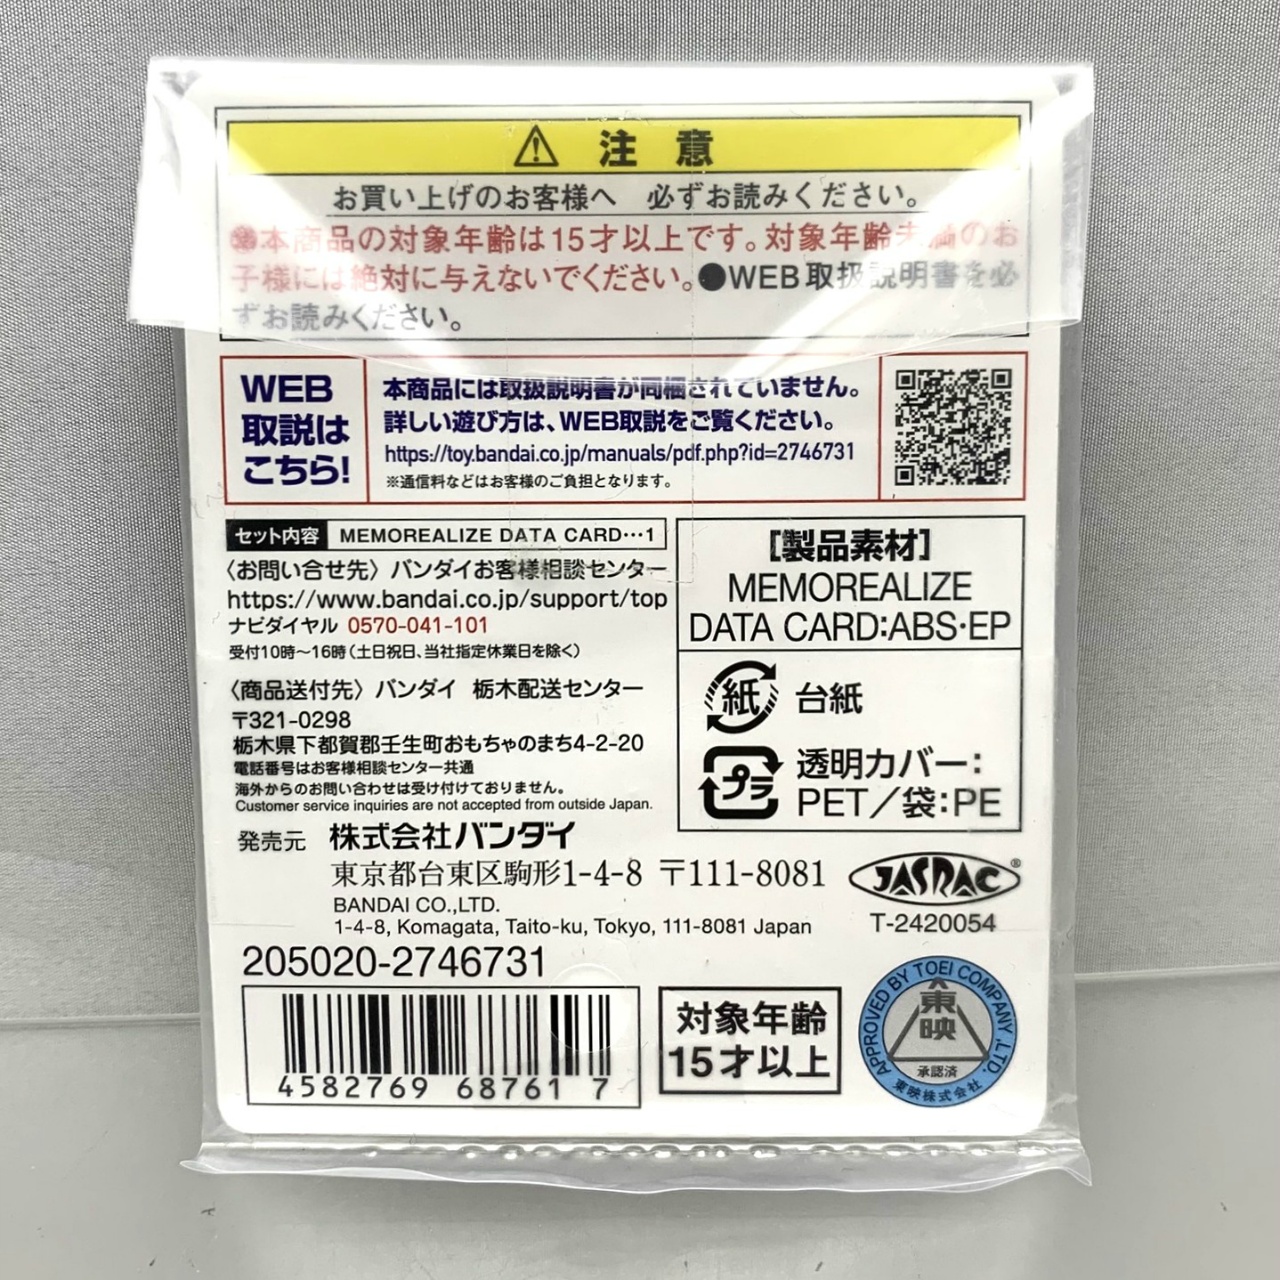 ⚠ 注意
お買い上げのお客様へ 必ずお読みください。
●本商品の対象年齢は15才以上です。対象年齢未満のお
子様には絶対に与えないでください。●WEB取扱説明書を必
ずお読みください。
WEB
取説は
こちら!
本商品には取扱説明書が同梱されていません。
詳しい遊び方は、WEB取説をご覧ください。
https://toy.bandai.co.jp/manuals/pdf.php?id=2746731
※通信料などはお客様のご負担となります。
セット内容 MEMOREALIZE DATA CARD…1
〈お問い合せ先〉バンダイお客様相談センター
https://www.bandai.co.jp/support/top
ナビダイヤル 0570-041-101
受付10時～16時(土日祝日、当社指定休業日を除く)
〈商品送付先〉バンダイ 栃木配送センター
〒321-0298
栃木県下都賀郡壬生町おもちゃのまち4-2-20
電話番号はお客様相談センター共通
海外からのお問い合わせは受け付けておりません。
Customer service inquiries are not accepted from outside Japan.
[製品素材]
MEMOREALIZE
DATA CARD:ABS・EP
紙 台紙
プラ 透明カバー:
PET/袋:PE
発売元 株式会社バンダイ
東京都台東区駒形1-4-8 〒111-8081
BANDAI CO.,LTD.
1-4-8, Komagata, Taito-ku, Tokyo, 111-8081 Japan
JASRAC®
T-2420054
205020-2746731
4582769 68761 7
対象年齢
15才以上
APPROVED BY TOEI COMPANY ,LTD.
東映
承認済
東映株式会社